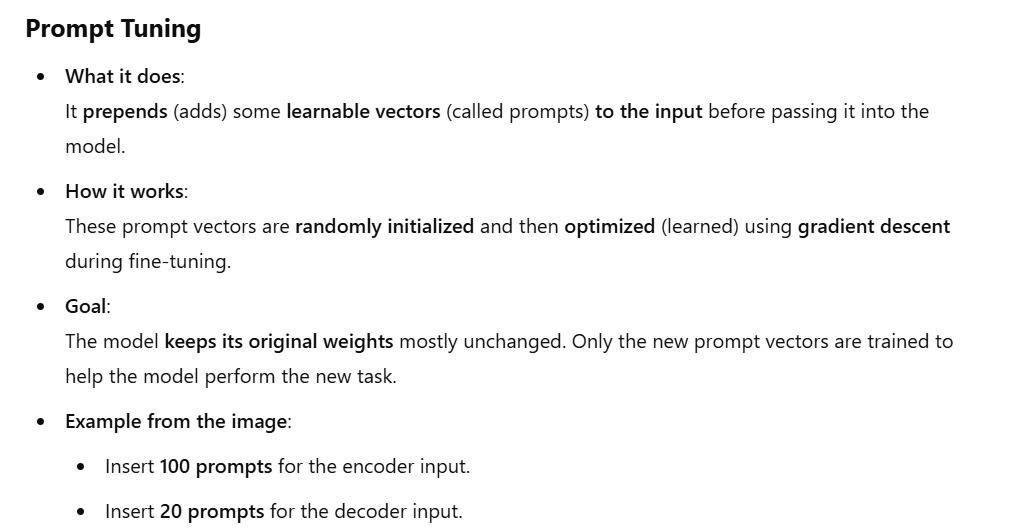 Prompt Tuning
What it does:
It prepends (adds) some learnable vectors (called prompts) to the input before passing it into the
model.
How it works:
These prompt vectors are randomly initialized and then optimized (learned) using gradient descent
during fine-tuning.
Goal:
The model keeps its original weights mostly unchanged. Only the new prompt vectors are trained to
help the model perform the new task.
Example from the image:
Insert 100 prompts for the encoder input.
Insert 20 prompts for the decoder input.